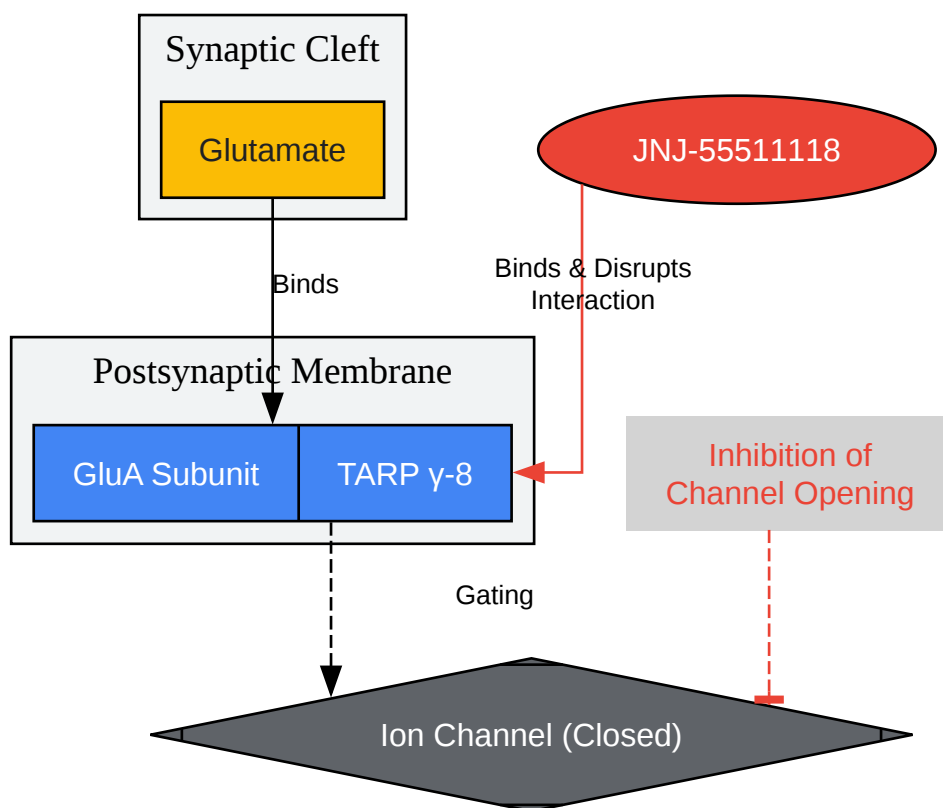 Synaptic Cleft
Glutamate
JNJ-55511118
Binds
Binds & Disrupts
Interaction
Postsynaptic Membrane
GluA Subunit
TARP γ-8
Inhibition of
Channel Opening
Gating
Ion Channel (Closed)